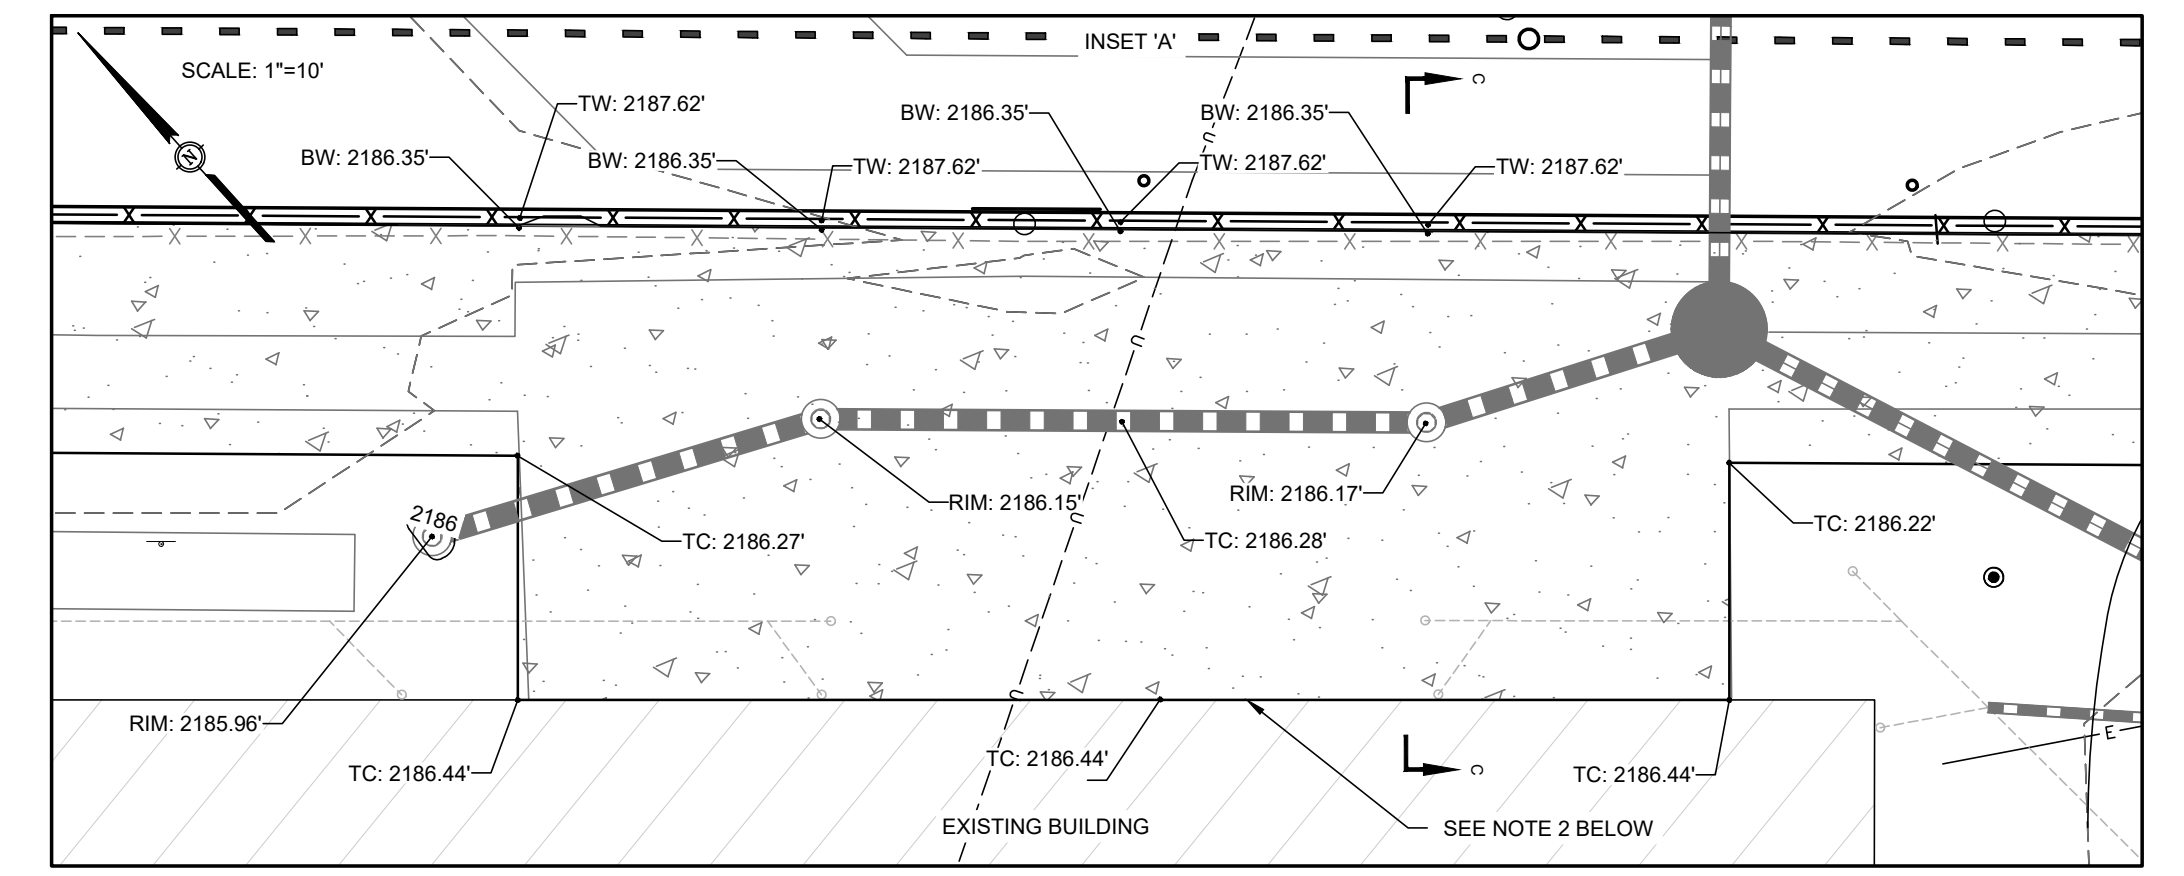 INSET 'A'
SCALE: 1"=10'
C
TW: 2187.62'
BW: 2186.35'
BW: 2186.35'
BW: 2186.35'
BW: 2186.35'
TW: 2187.62'
TW: 2187.62'
TW: 2187.62'
N
RIM: 2186.15'
RIM: 2186.17'
2186
TC: 2186.27'
TC: 2186.28'
TC: 2186.22'
RIM: 2185.96'
E
TC: 2186.44'
TC: 2186.44'
TC: 2186.44'
C
EXISTING BUILDING
SEE NOTE 2 BELOW